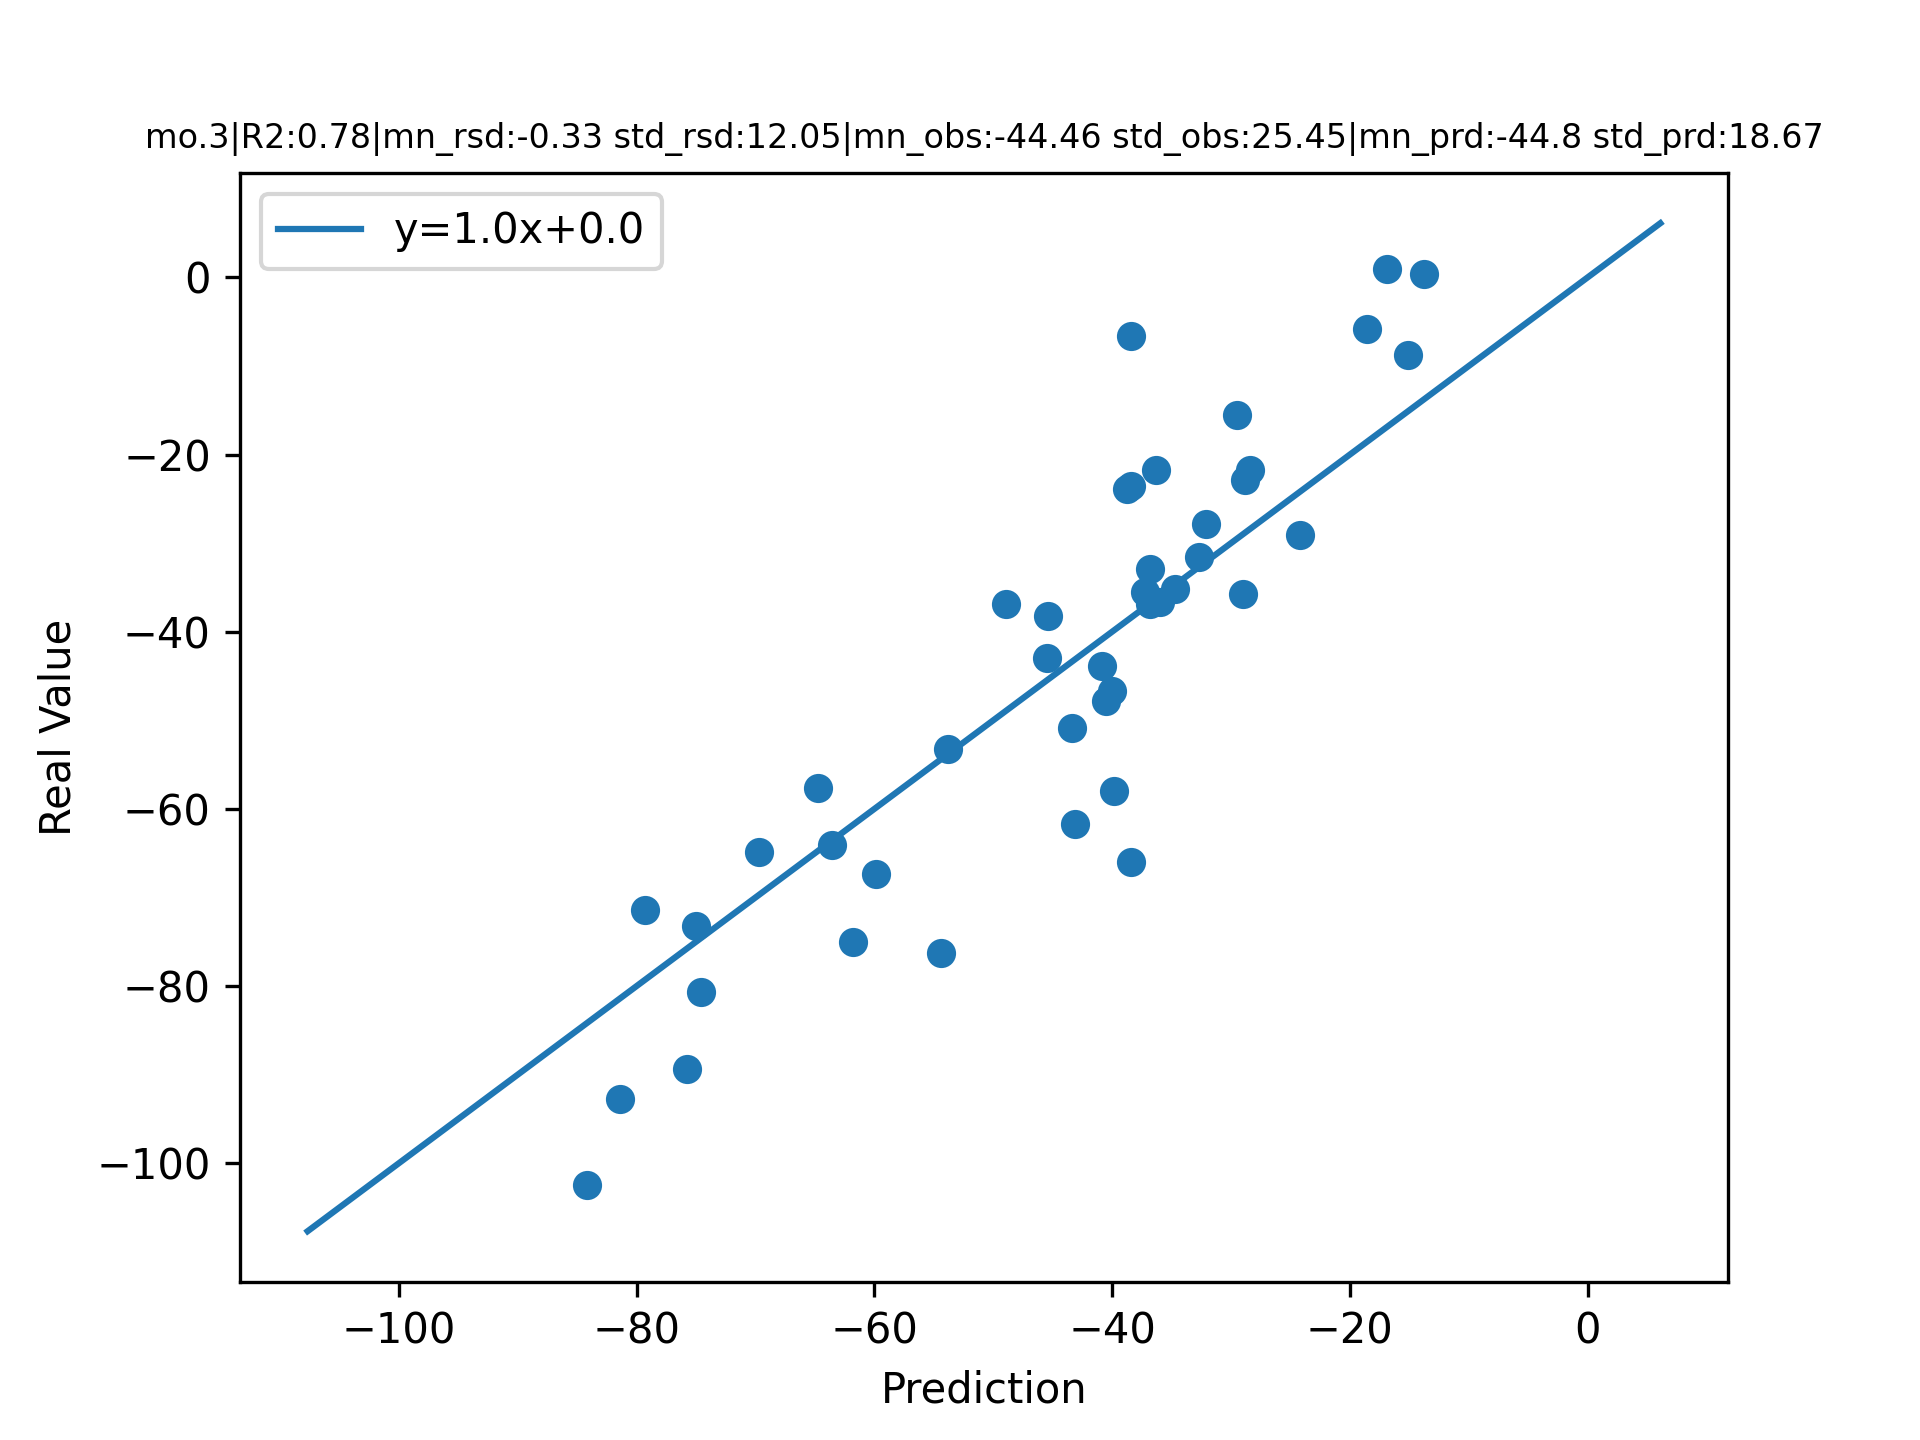 mo.3|R2:0.78|mn_rsd:-0.33 std_rsd:12.05|mn_obs:-44.46 std_obs:25.45|mn_prd:-44.8 std_prd:18.67
y=1.0x+0.0
0
−20
−40
−60
−80
−100
Real Value
−100 −80 −60 −40 −20 0
Prediction